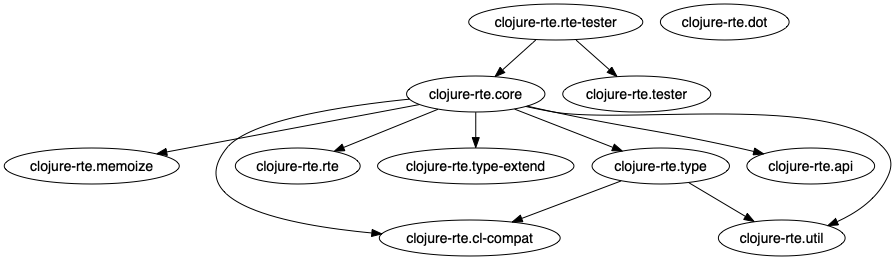 clojure-rte.rte-tester
clojure-rte.dot
clojure-rte.core
clojure-rte.tester
clojure-rte.memoize
clojure-rte.rte
clojure-rte.type-extend
clojure-rte.type
clojure-rte.api
clojure-rte.cl-compat
clojure-rte.util